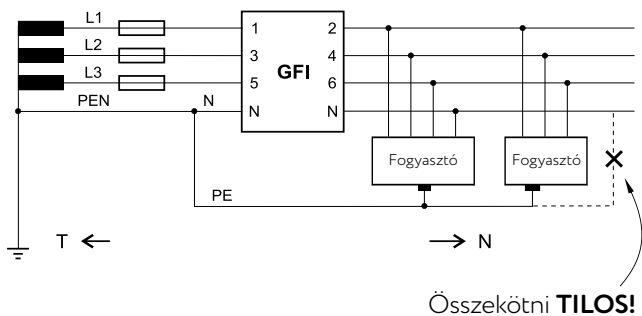 L1
1
2
L2
3
4
GFI
L3
5
6
PEN
N
N
N
Fogyasztó
Fogyasztó
PE
T
N
Összekötni TILOS!